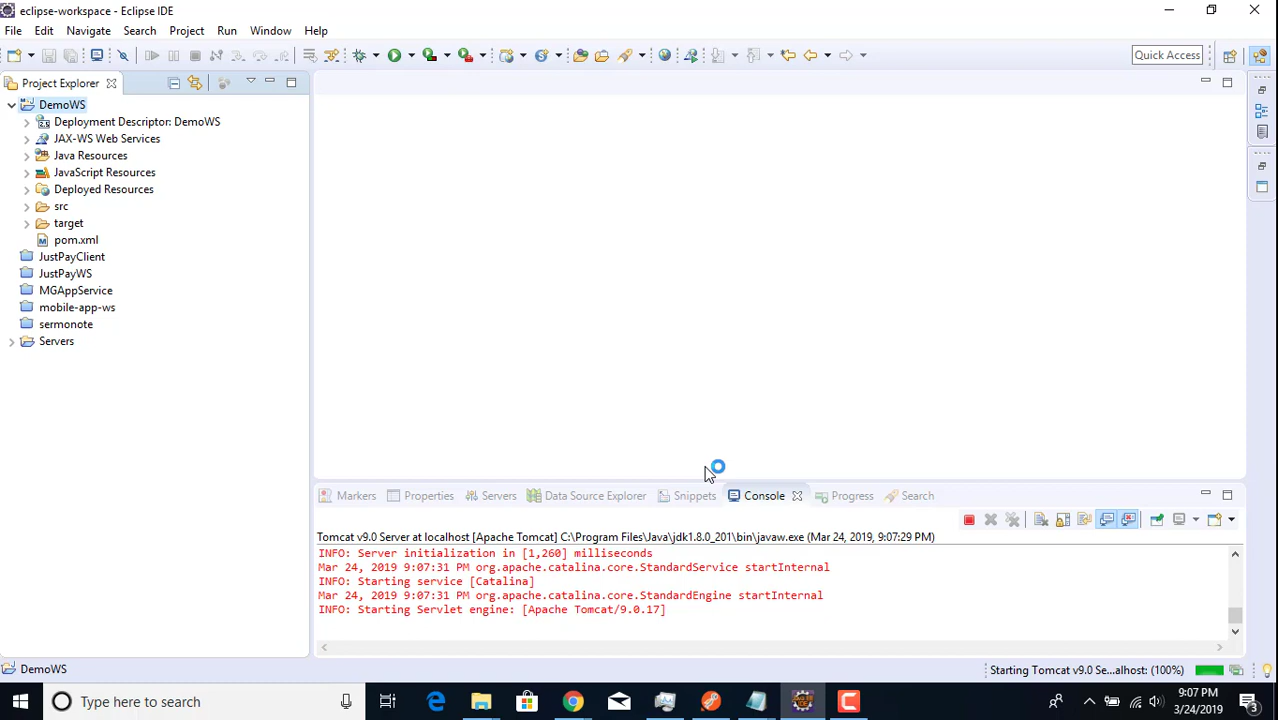 eclipse-workspace - Eclipse IDE
File Edit Navigate Search Project Run Window Help
Quick Access
Project Explorer
DemoWS
Deployment Descriptor: DemoWS
JAX-WS Web Services
Java Resources
JavaScript Resources
Deployed Resources
src
target
pom.xml
JustPayClient
JustPayWS
MGAppService
mobile-app-ws
sermonote
Servers
Markers Properties Servers Data Source Explorer Snippets Console Progress Search
Tomcat v9.0 Server at localhost [Apache Tomcat] C:\Program Files\Java\jdk1.8.0_201\bin\javaw.exe (Mar 24, 2019, 9:07:29 PM)
INFO: Server initialization in [1,260] milliseconds
Mar 24, 2019 9:07:31 PM org.apache.catalina.core.StandardService startInternal
INFO: Starting service [Catalina]
Mar 24, 2019 9:07:31 PM org.apache.catalina.core.StandardEngine startInternal
INFO: Starting Servlet engine: [Apache Tomcat/9.0.17]
DemoWS
Starting Tomcat v9.0 Se...alhost: (100%)
Type here to search
9:07 PM
3/24/2019
3